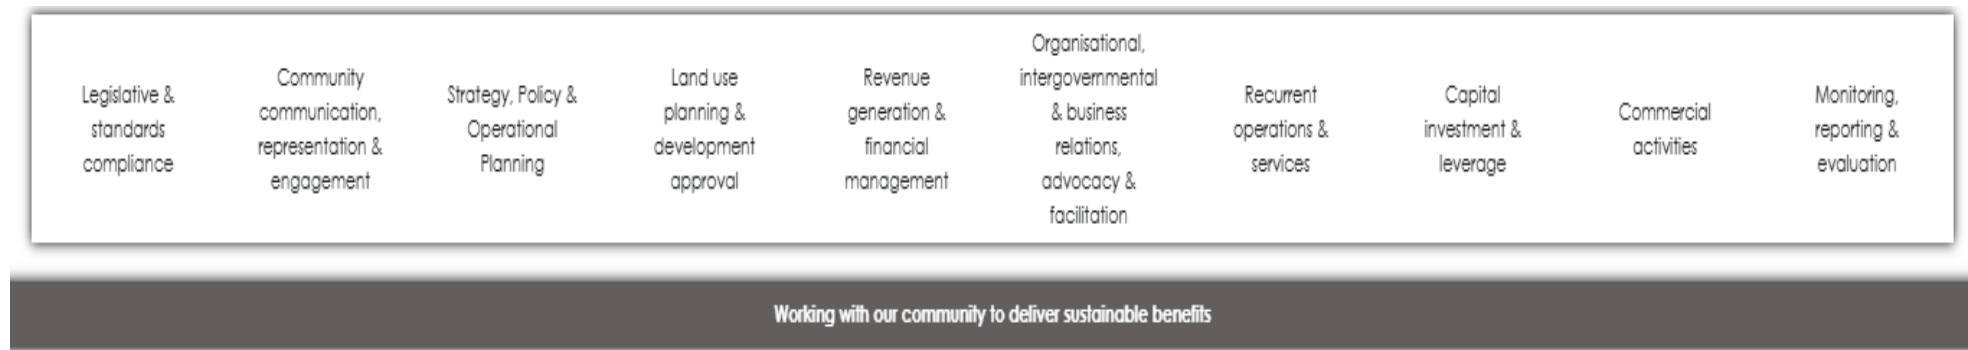 Legislative &
standards
compliance
Community
communication,
representation &
engagement
Strategy, Policy &
Operational
Planning
Land use
planning &
development
approval
Revenue
generation &
financial
management
Organisational,
intergovernmental
& business
relations,
advocacy &
facilitation
Recurrent
operations &
services
Capital
investment &
leverage
Commercial
activities
Monitoring,
reporting &
evaluation
Working with our community to deliver sustainable benefits